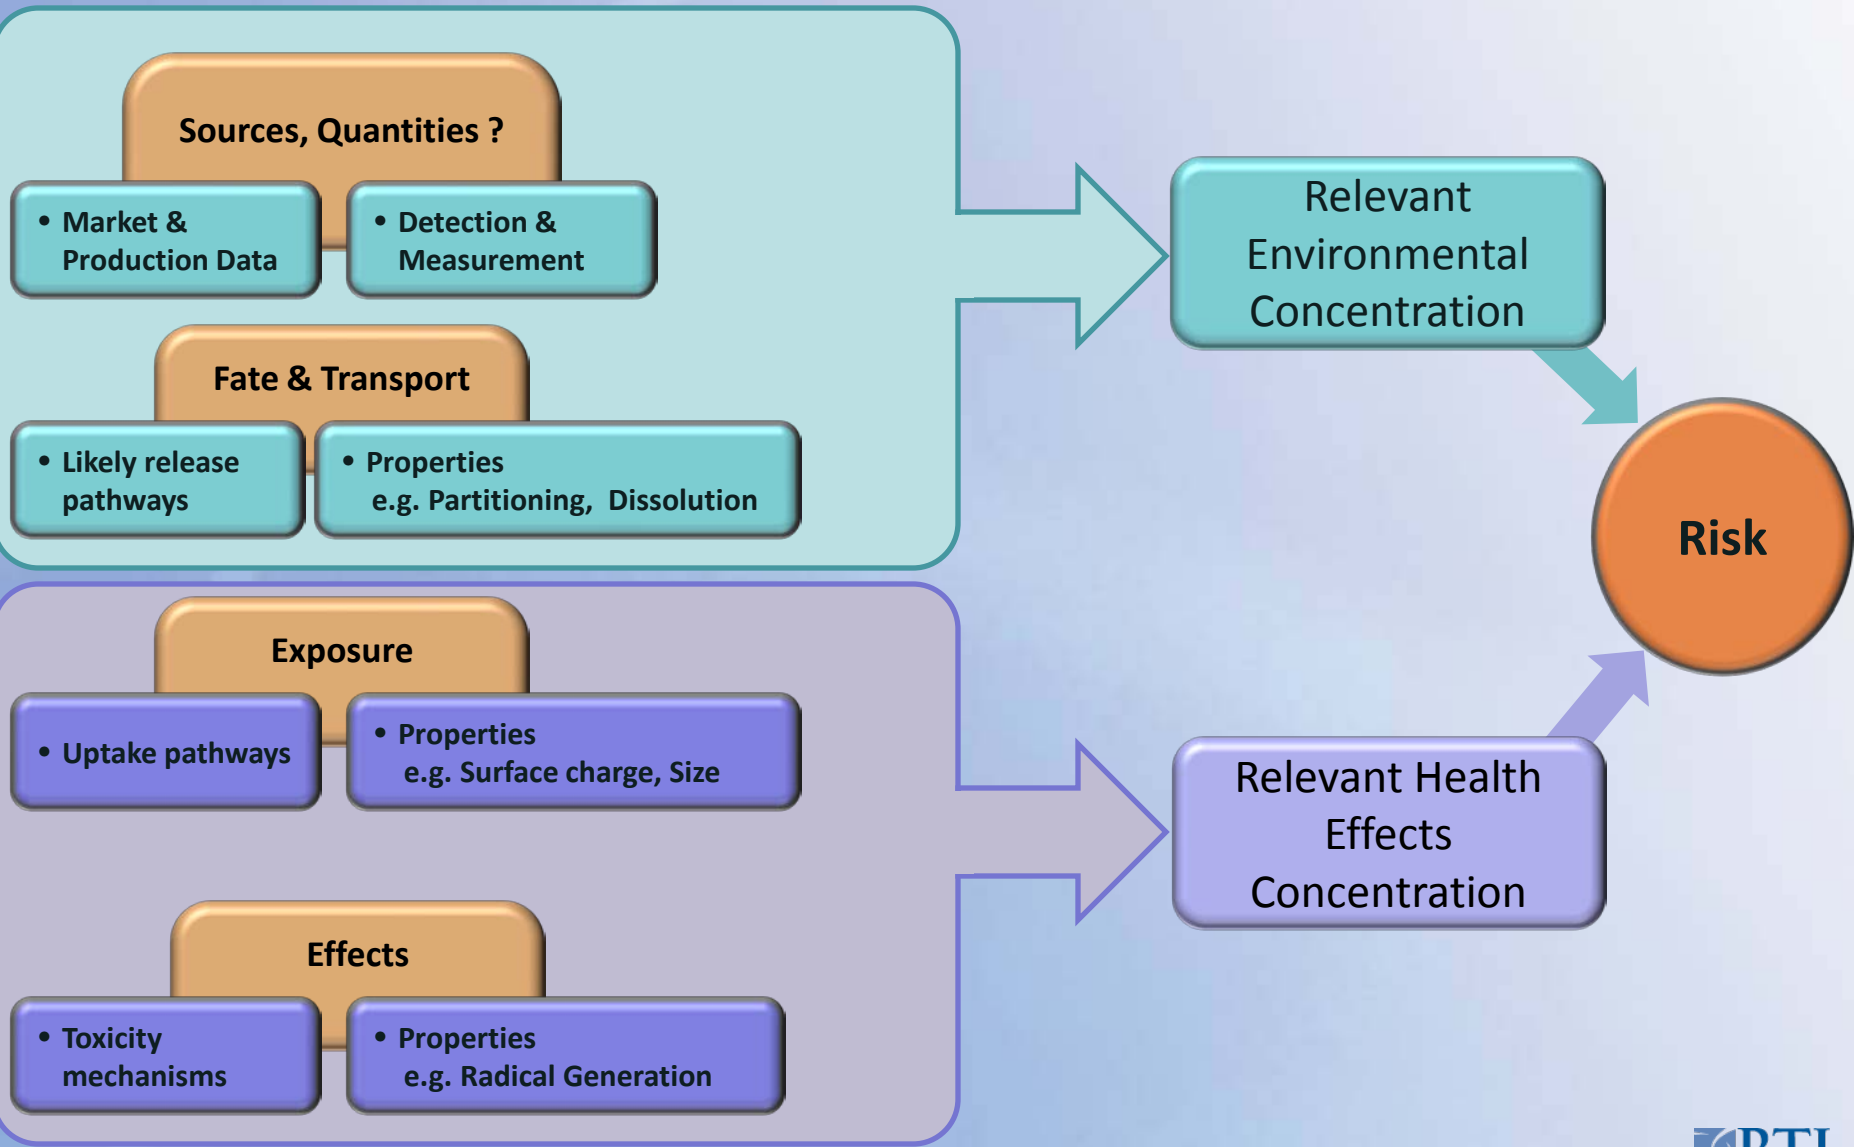 Sources, Quantities ?
• Market &
Production Data
• Detection &
Measurement
Fate & Transport
• Likely release
pathways
• Properties
e.g. Partitioning, Dissolution
Exposure
• Uptake pathways
• Properties
e.g. Surface charge, Size
Effects
• Toxicity
mechanisms
• Properties
e.g. Radical Generation
Relevant
Environmental
Concentration
Relevant Health
Effects
Concentration
Risk